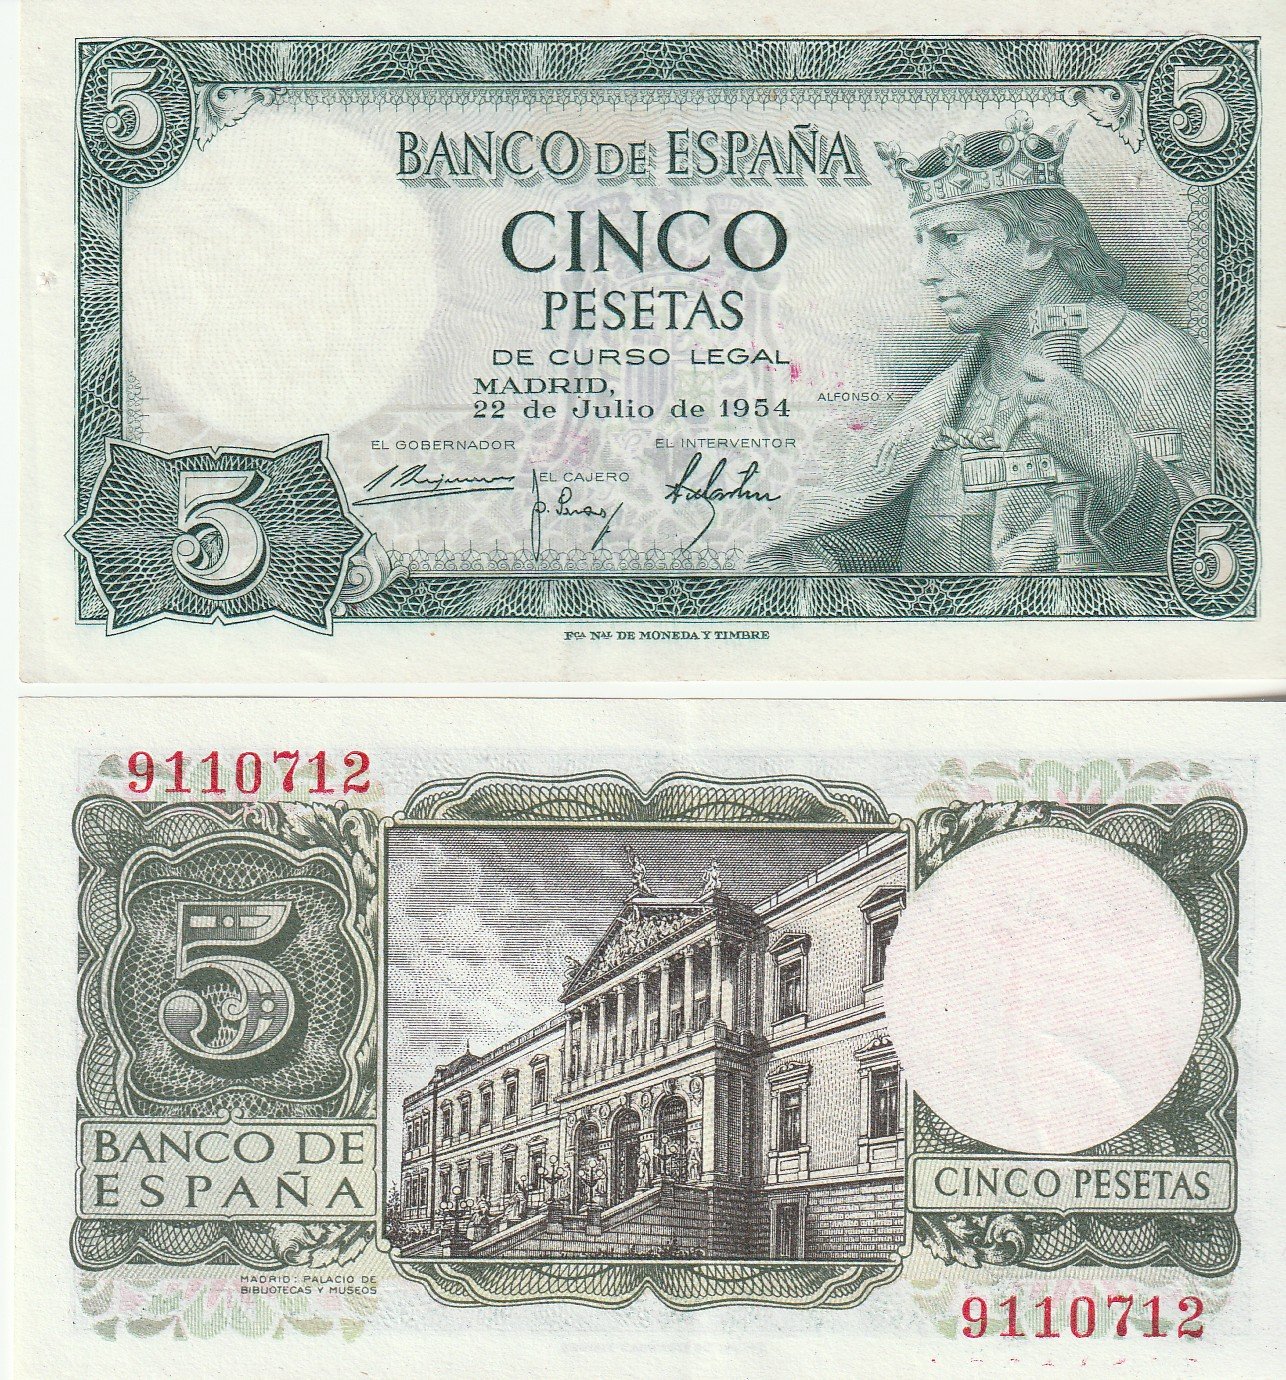 5
5
BANCO DE ESPAÑA
CINCO
PESETAS
DE CURSO LEGAL
MADRID,
22 de Julio de 1954
ALFONSO X
EL GOBERNADOR
EL INTERVENTOR
EL CAJERO
5
5
Fca Nal DE MONEDA Y TIMBRE
9110712
5
BANCO DE
ESPAÑA
CINCO PESETAS
MADRID: PALACIO DE
BIBLIOTECAS Y MUSEOS
9110712